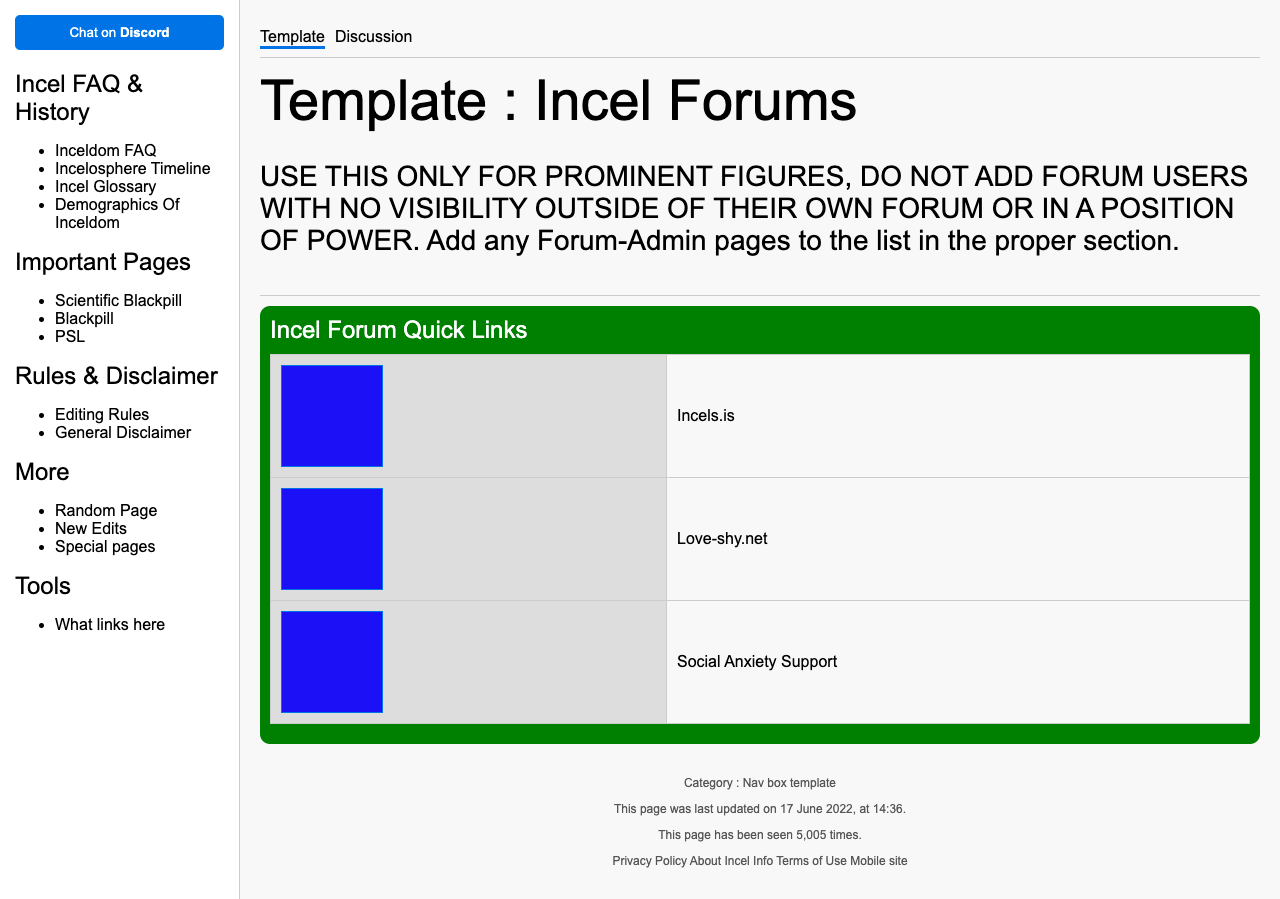 Chat on Discord
Incel FAQ &
History
Inceldom FAQ
Incelosphere Timeline
Incel Glossary
Demographics Of
Inceldom
Important Pages
Scientific Blackpill
Blackpill
PSL
Rules & Disclaimer
Editing Rules
General Disclaimer
More
Random Page
New Edits
Special pages
Tools
What links here
Template Discussion
Template : Incel Forums
USE THIS ONLY FOR PROMINENT FIGURES, DO NOT ADD FORUM USERS
WITH NO VISIBILITY OUTSIDE OF THEIR OWN FORUM OR IN A POSITION
OF POWER. Add any Forum-Admin pages to the list in the proper section.
Incel Forum Quick Links
Incels.is
Love-shy.net
Social Anxiety Support
Category : Nav box template
This page was last updated on 17 June 2022, at 14:36.
This page has been seen 5,005 times.
Privacy Policy About Incel Info Terms of Use Mobile site